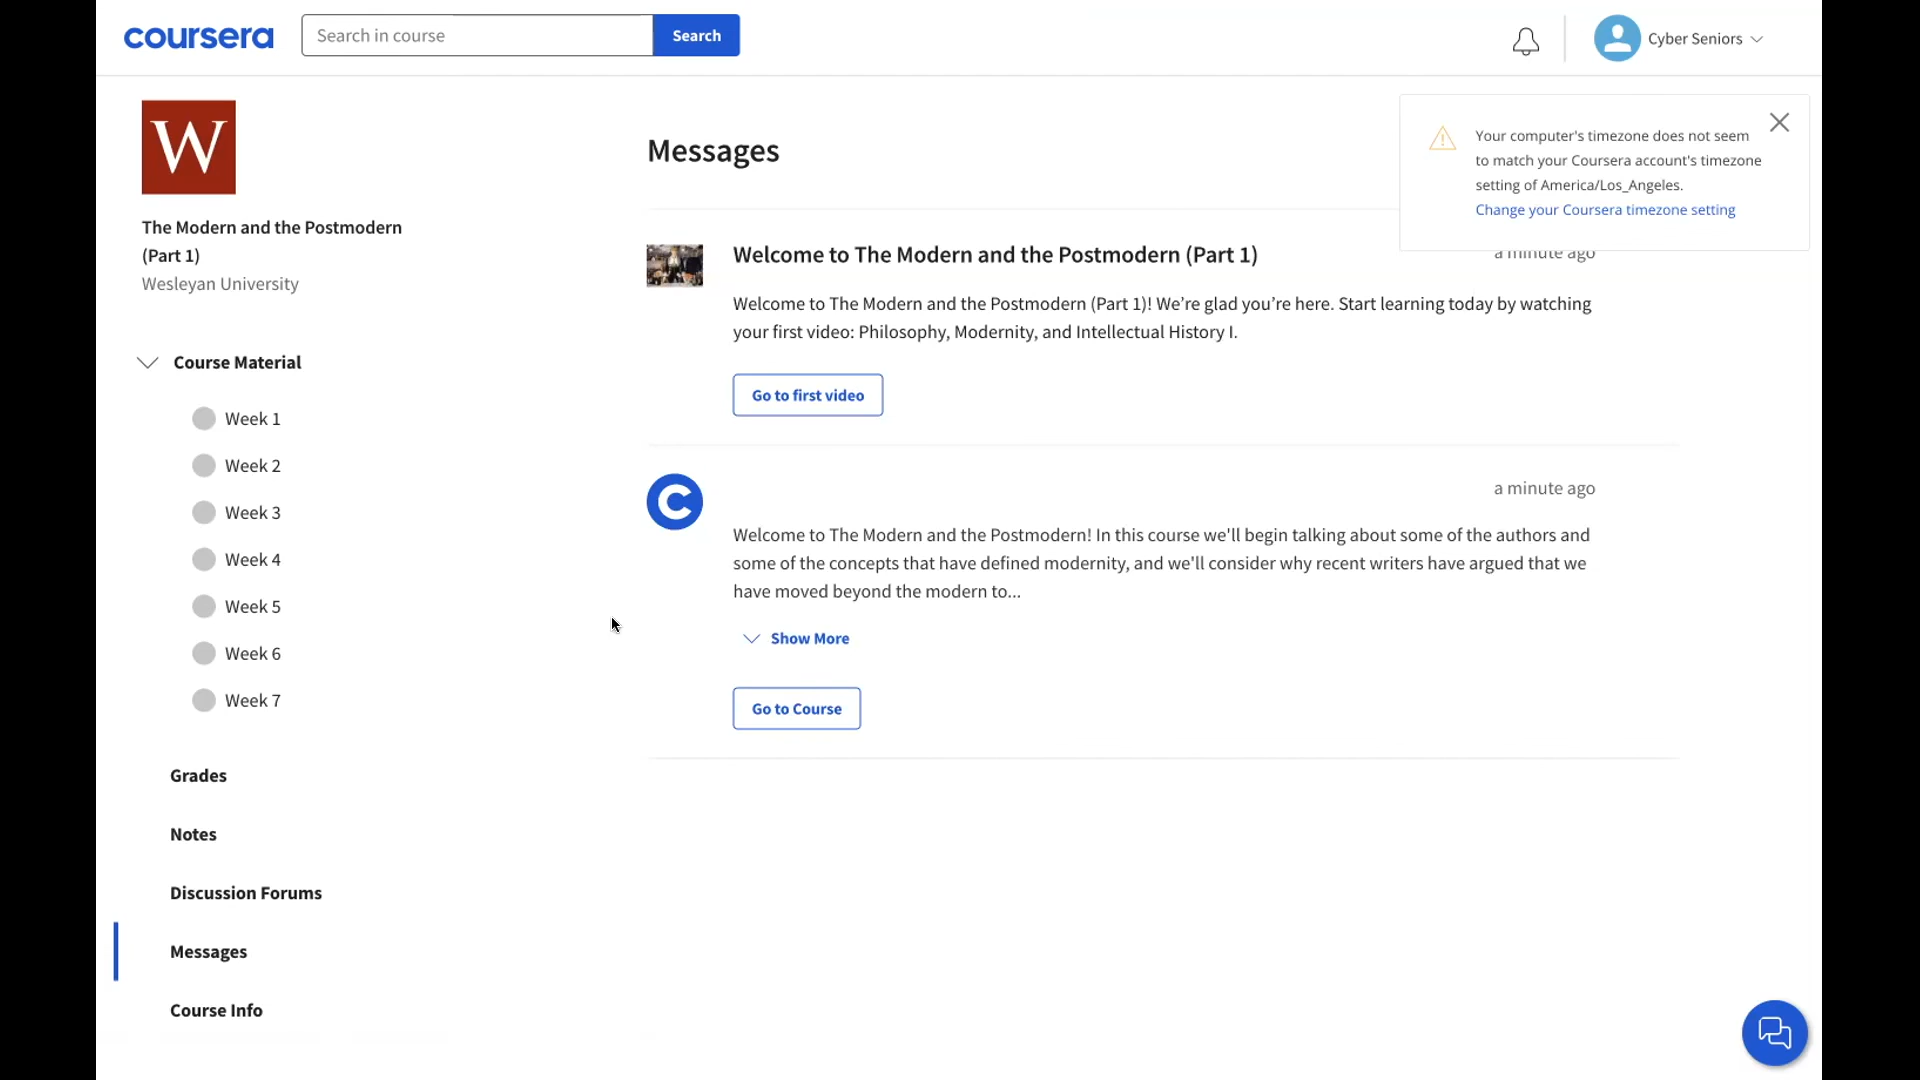 coursera
Search in course
Search
Cyber Seniors
W
The Modern and the Postmodern
(Part 1)
Wesleyan University
Course Material
Week 1
Week 2
Week 3
Week 4
Week 5
Week 6
Week 7
Grades
Notes
Discussion Forums
Messages
Course Info
Messages
Your computer's timezone does not seem
to match your Coursera account's timezone
setting of America/Los_Angeles.
Change your Coursera timezone setting
Welcome to The Modern and the Postmodern (Part 1)
a minute ago
Welcome to The Modern and the Postmodern (Part 1)! We’re glad you’re here. Start learning today by watching
your first video: Philosophy, Modernity, and Intellectual History I.
Go to first video
C
a minute ago
Welcome to The Modern and the Postmodern! In this course we'll begin talking about some of the authors and
some of the concepts that have defined modernity, and we'll consider why recent writers have argued that we
have moved beyond the modern to...
Show More
Go to Course